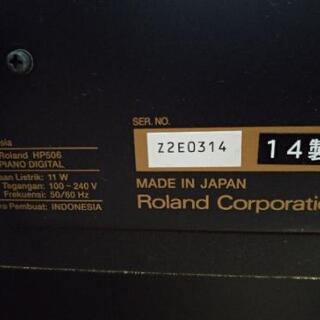 sia
Roland HP506
PIANO DIGITAL
an Listrik: 11 W
Tegangan: 100 - 240 V
Frekuensi: 50/60 Hz
a Pembuat: INDONESIA
SER. NO.
Z2E0314
14製
MADE IN JAPAN
Roland Corporatio